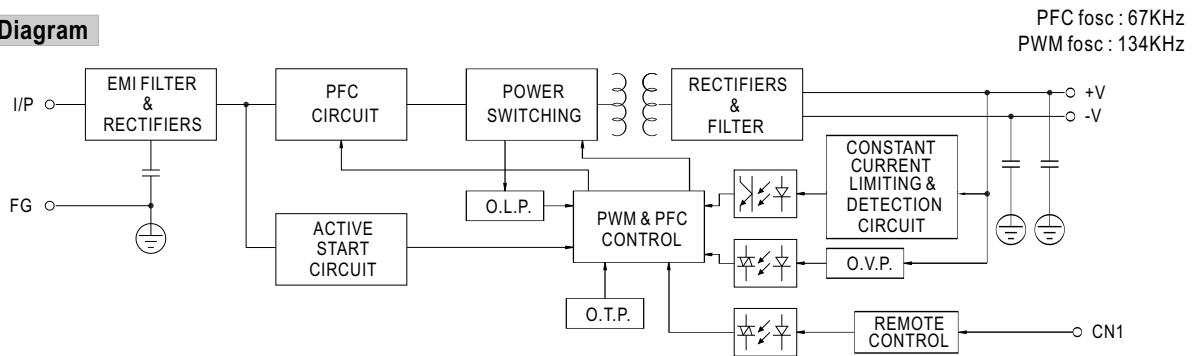 Diagram
PFC fosc : 67KHz
PWM fosc : 134KHz
I/P
EMI FILTER
&
RECTIFIERS
PFC
CIRCUIT
POWER
SWITCHING
RECTIFIERS
&
FILTER
+V
-V
CONSTANT
CURRENT
LIMITING &
DETECTION
CIRCUIT
FG
O.L.P.
PWM & PFC
CONTROL
ACTIVE
START
CIRCUIT
O.V.P.
O.T.P.
REMOTE
CONTROL
CN1